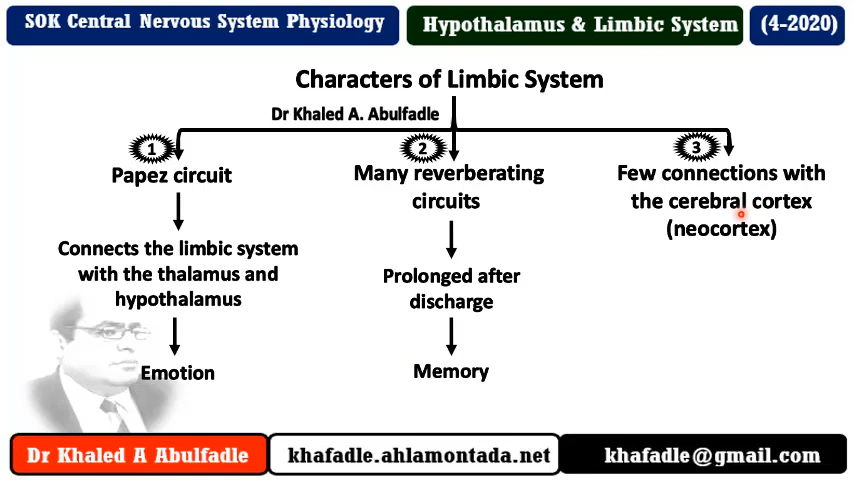 SOK Central Nervous System Physiology
Hypothalamus & Limbic System
(4-2020)
Characters of Limbic System
Dr Khaled A. Abulfadle
1
Papez circuit
Connects the limbic system
with the thalamus and
hypothalamus
Emotion
2
Many reverberating
circuits
Prolonged after
discharge
Memory
3
Few connections with
the cerebral cortex
(neocortex)
Dr Khaled A Abulfadle
khafadle.ahlamontada.net
khafadle@gmail.com